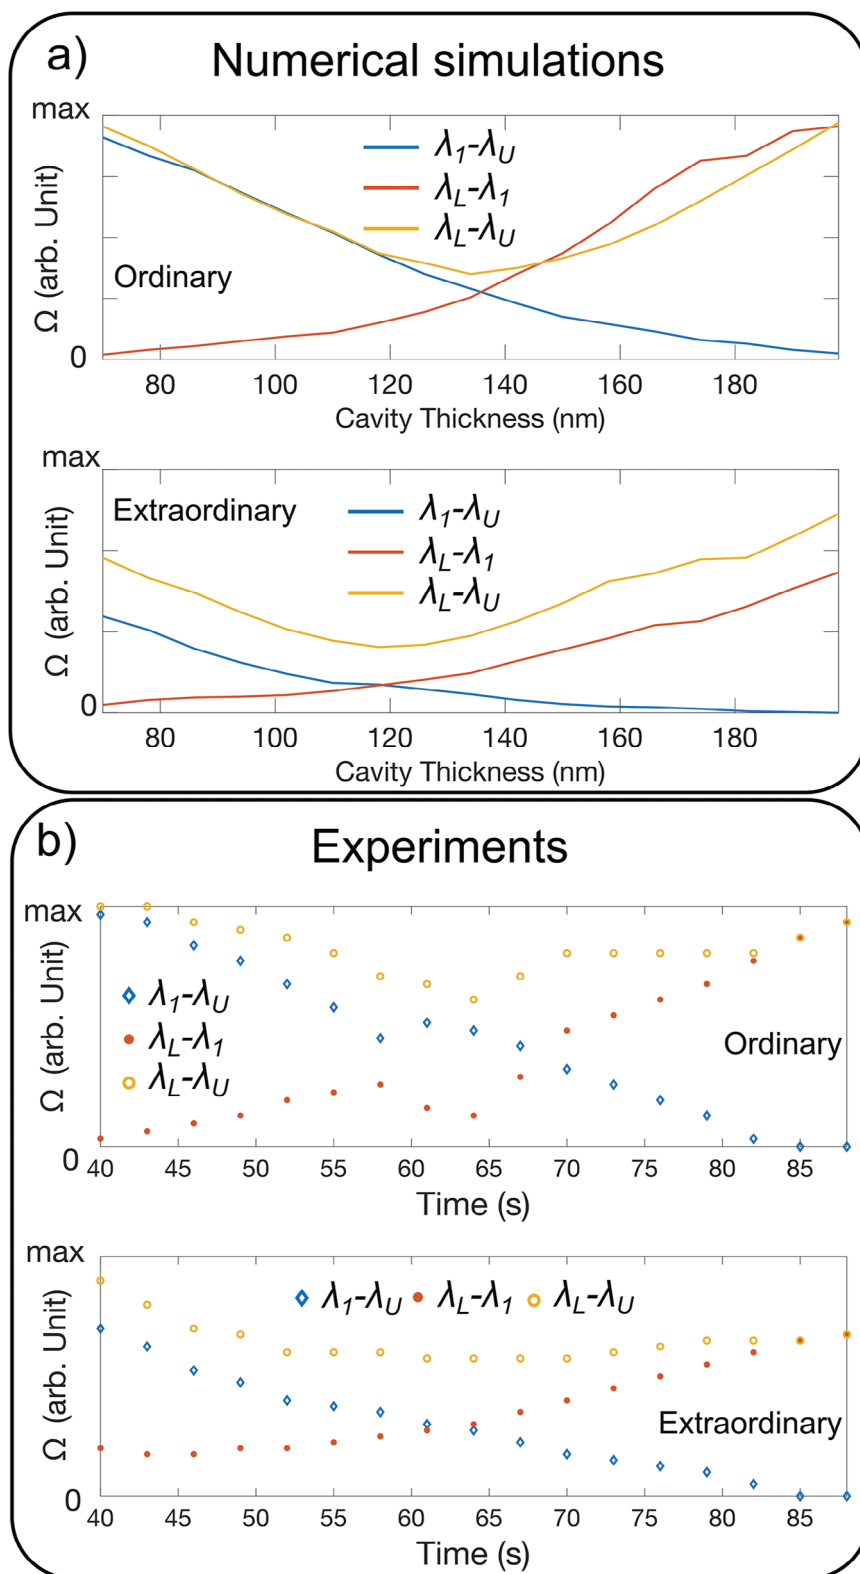 a)
Numerical simulations
max
λ1-λU
λL-λ1
λL-λU
Ordinary
Ω (arb. Unit)
0
80 100 120 140 160 180
Cavity Thickness (nm)
max
Extraordinary
λ1-λU
λL-λ1
λL-λU
Ω (arb. Unit)
0
80 100 120 140 160 180
Cavity Thickness (nm)
b)
Experiments
max
λ1-λU
λL-λ1
λL-λU
Ordinary
Ω (arb. Unit)
0
40 45 50 55 60 65 70 75 80 85
Time (s)
max
λ1-λU λL-λ1 λL-λU
Extraordinary
Ω (arb. Unit)
0
40 45 50 55 60 65 70 75 80 85
Time (s)